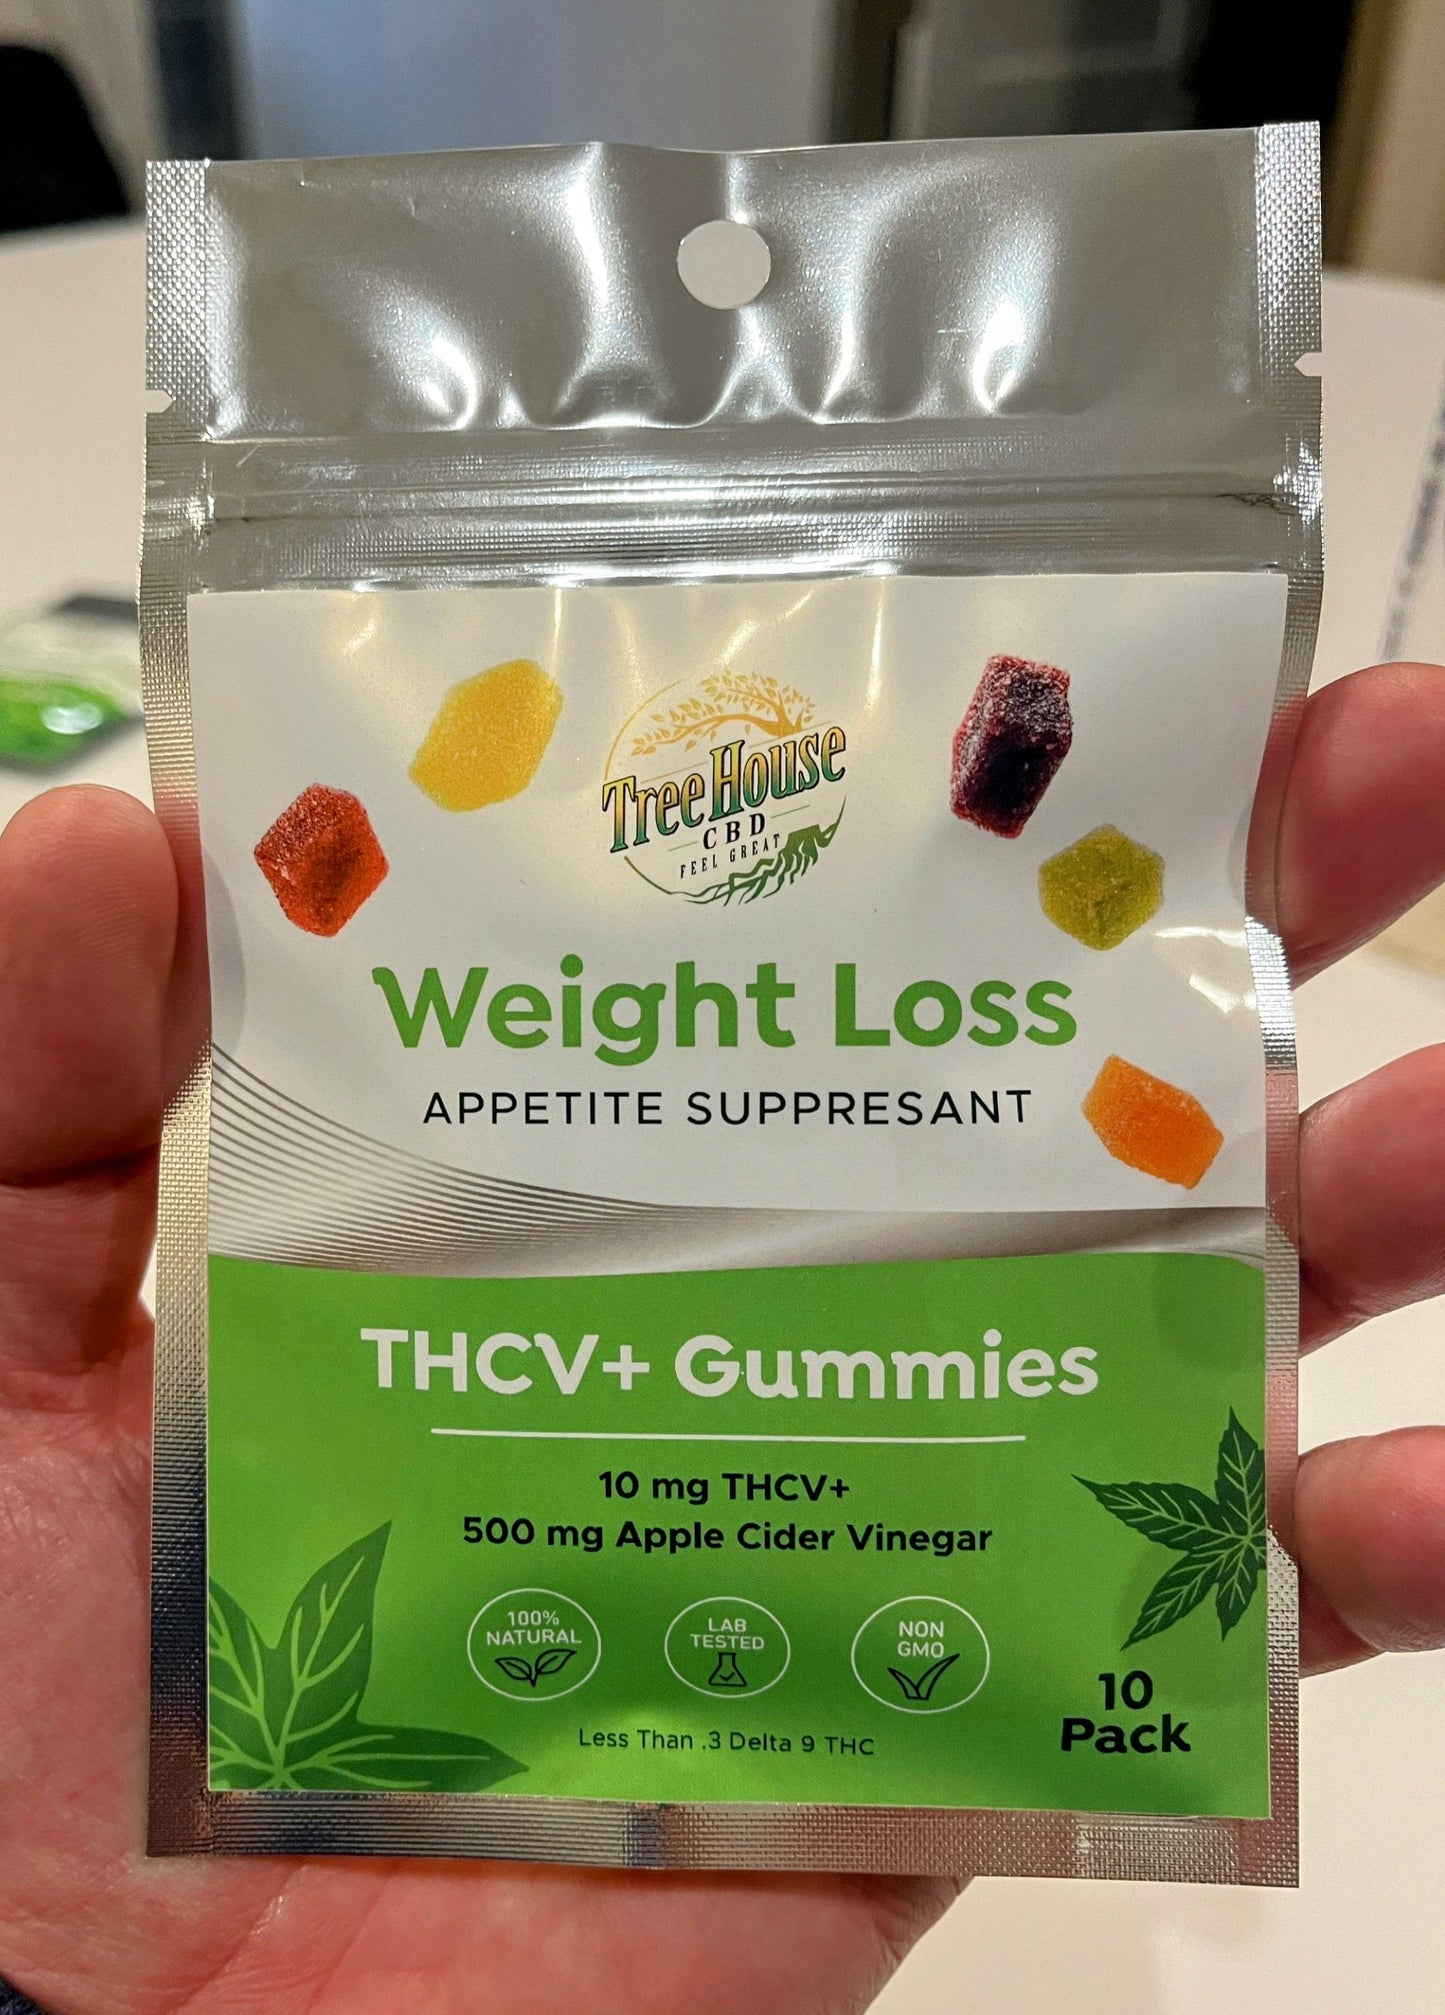 TreeHouse
CBD
FEEL GREAT
Weight Loss
APPETITE SUPPRESANT
THCV+ Gummies
10 mg THCV+
500 mg Apple Cider Vinegar
100%
NATURAL
LAB
TESTED
NON
GMO
10
Pack
Less Than .3 Delta 9 THC